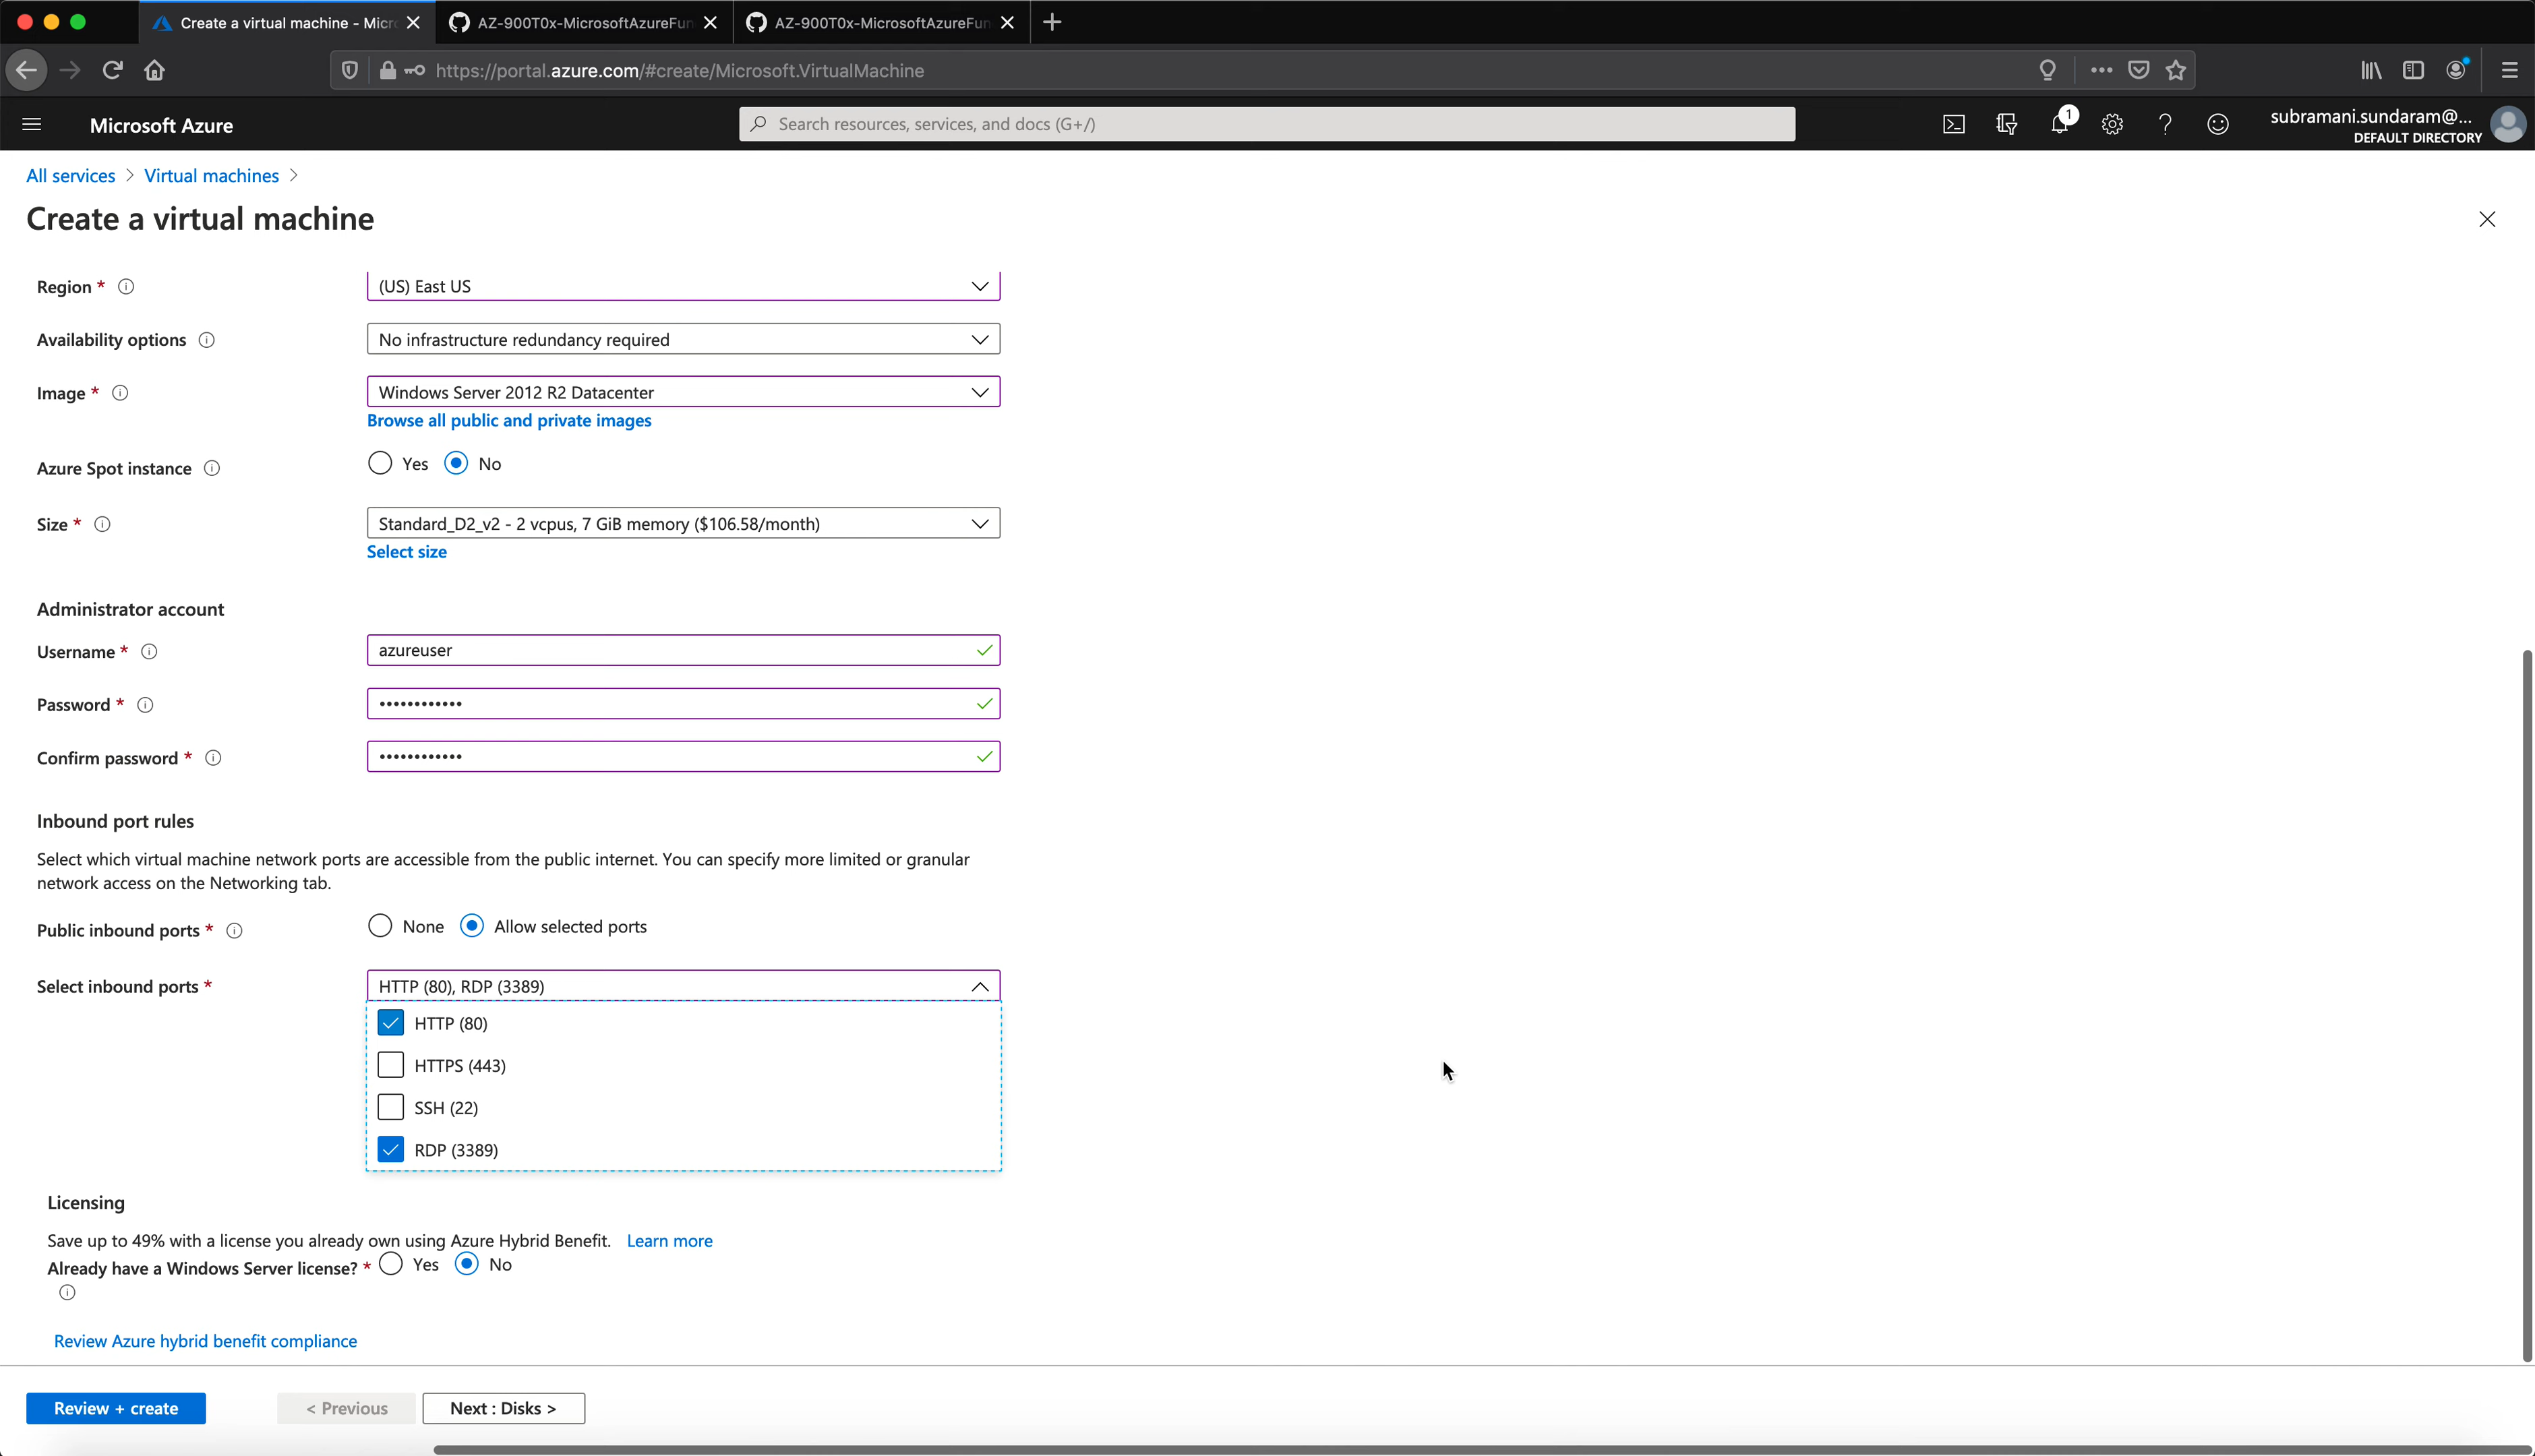 Create a virtual machine - Micr
AZ-900T0x-MicrosoftAzureFun
AZ-900T0x-MicrosoftAzureFun
https://portal.azure.com/#create/Microsoft.VirtualMachine
Microsoft Azure
Search resources, services, and docs (G+/)
1
subramani.sundaram@...
DEFAULT DIRECTORY
All services > Virtual machines >
Create a virtual machine
Region *
(US) East US
Availability options
No infrastructure redundancy required
Image *
Windows Server 2012 R2 Datacenter
Browse all public and private images
Azure Spot instance
Yes No
Size *
Standard_D2_v2 - 2 vcpus, 7 GiB memory ($106.58/month)
Select size
Administrator account
Username *
azureuser
Password *
••••••••••••
Confirm password *
••••••••••••
Inbound port rules
Select which virtual machine network ports are accessible from the public internet. You can specify more limited or granular
network access on the Networking tab.
Public inbound ports *
None Allow selected ports
Select inbound ports *
HTTP (80), RDP (3389)
HTTP (80)
HTTPS (443)
SSH (22)
RDP (3389)
Licensing
Save up to 49% with a license you already own using Azure Hybrid Benefit. Learn more
Already have a Windows Server license? * Yes No
Review Azure hybrid benefit compliance
Review + create
< Previous
Next : Disks >